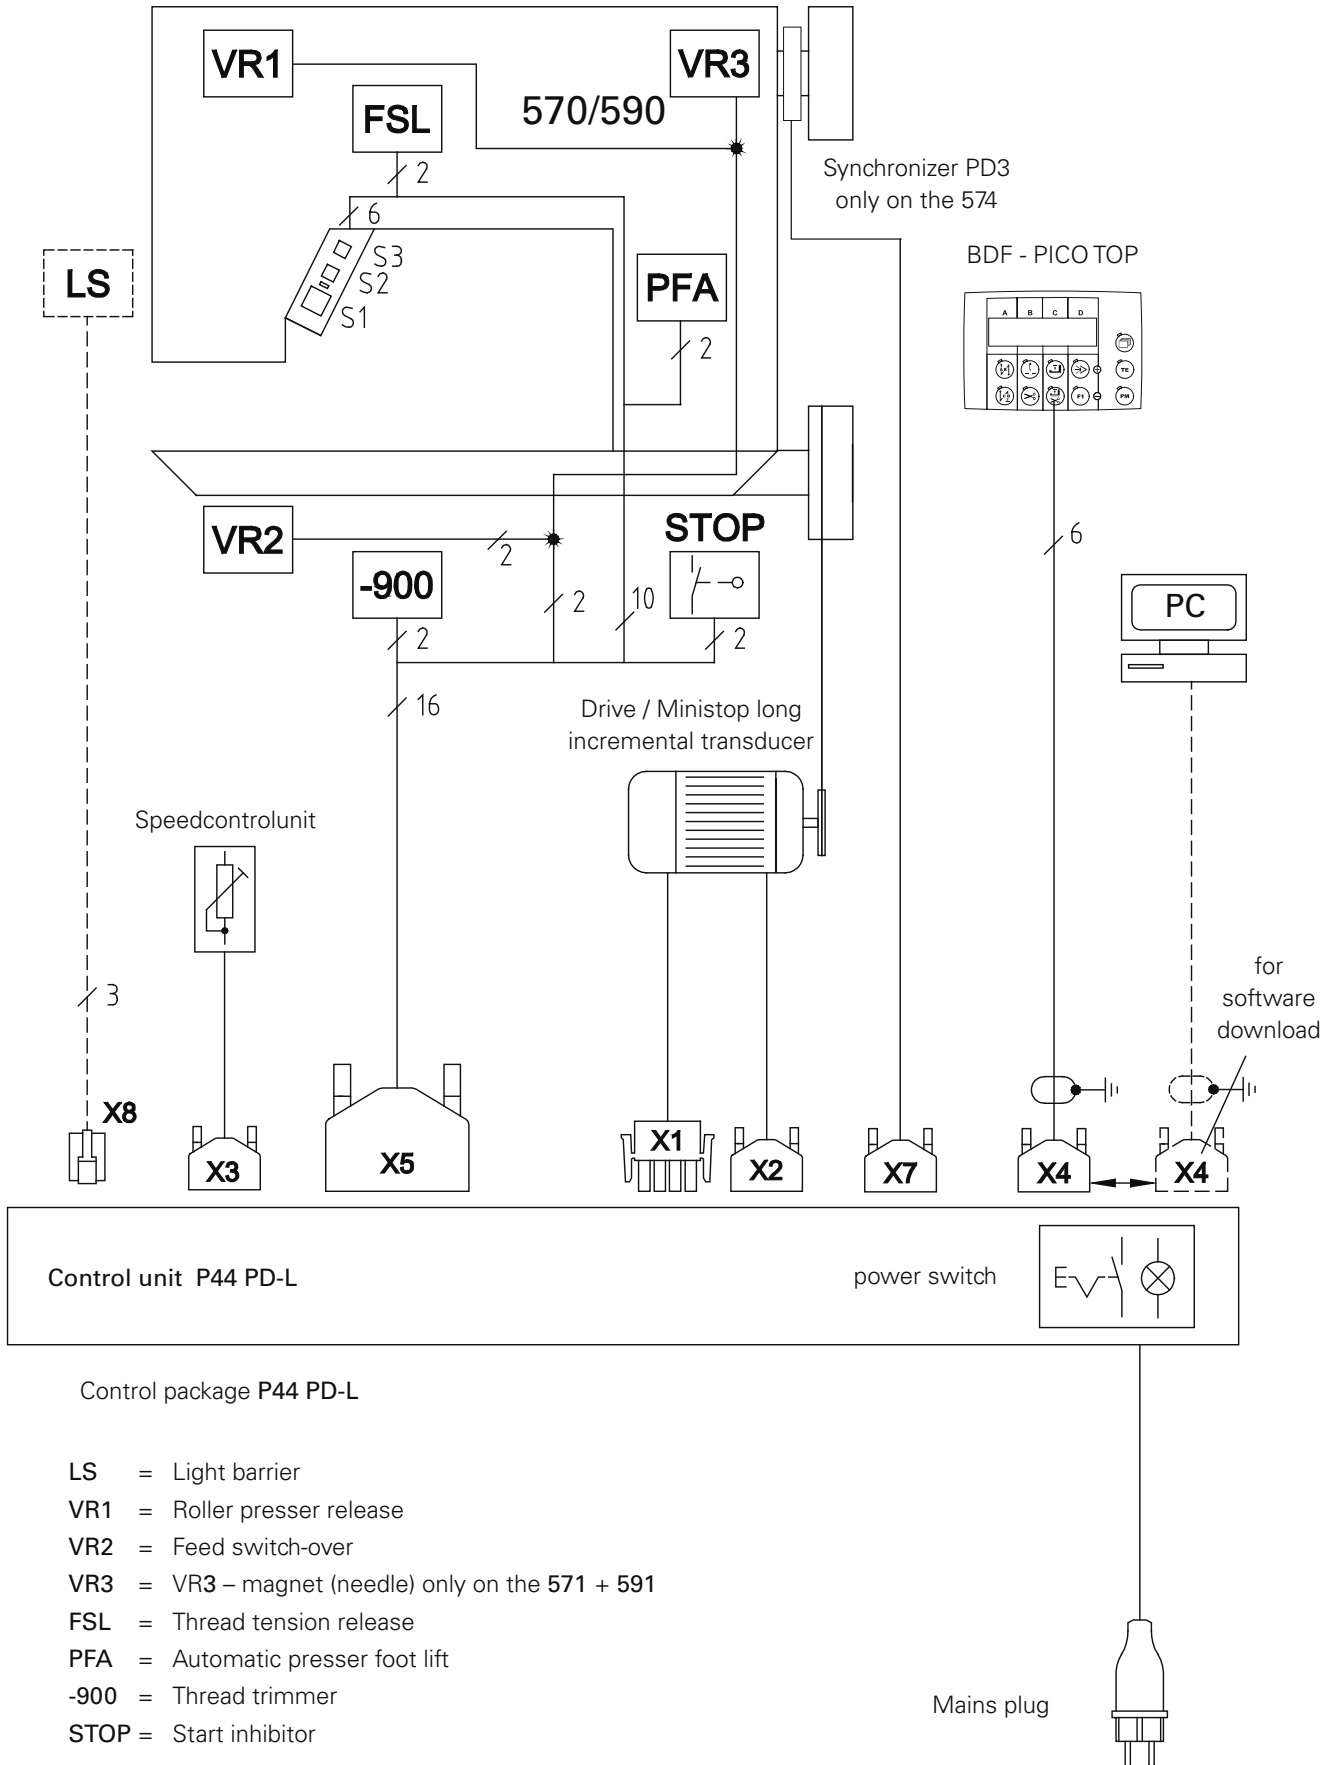 VR1
VR3
FSL
570/590
2
Synchronizer PD3
only on the 574
6
S3
S2
S1
LS
PFA
2
BDF - PICO TOP
A B C D
TE
F1
PM
VR2
2
STOP
-900
2
2
10
2
6
PC
16
Drive / Ministop long
incremental transducer
Speedcontrolunit
3
for
software
download
X8
X3
X5
X1
X2
X7
X4
X4
Control unit P44 PD-L
power switch
Control package P44 PD-L
LS = Light barrier
VR1 = Roller presser release
VR2 = Feed switch-over
VR3 = VR3 – magnet (needle) only on the 571 + 591
FSL = Thread tension release
PFA = Automatic presser foot lift
-900 = Thread trimmer
STOP = Start inhibitor
Mains plug